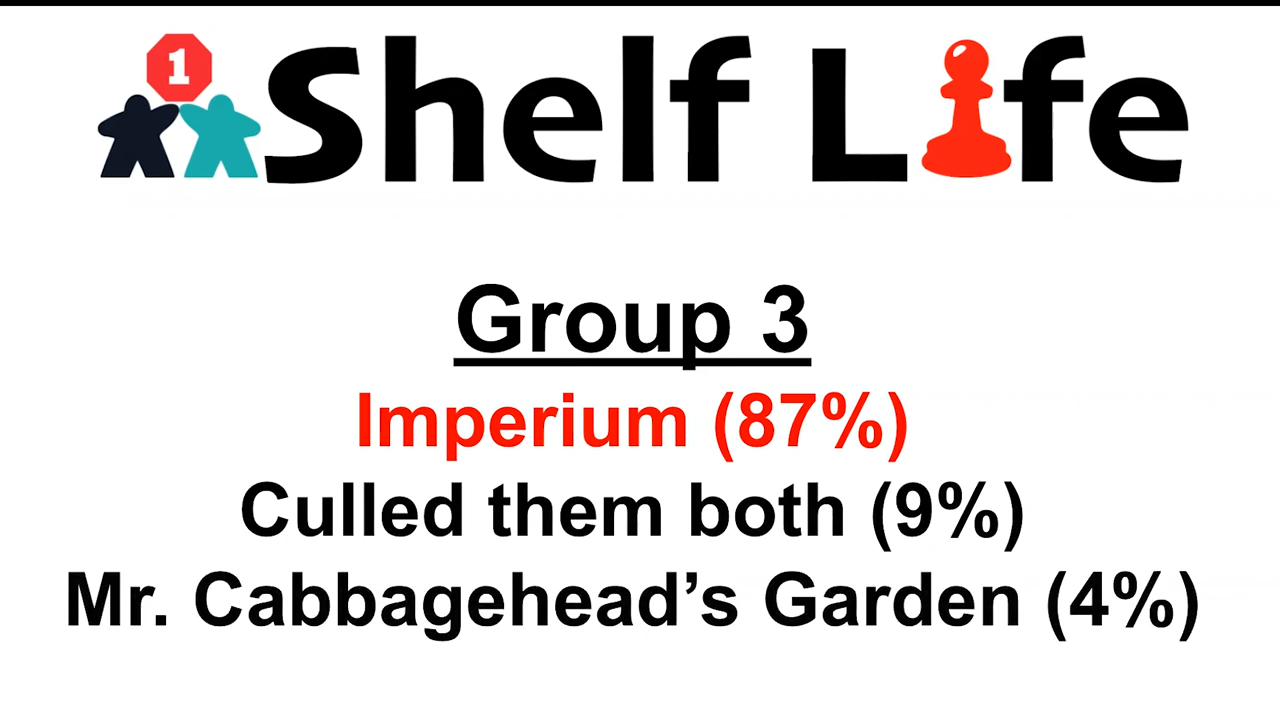 1 Shelf Life
Group 3
Imperium (87%)
Culled them both (9%)
Mr. Cabbagehead’s Garden (4%)